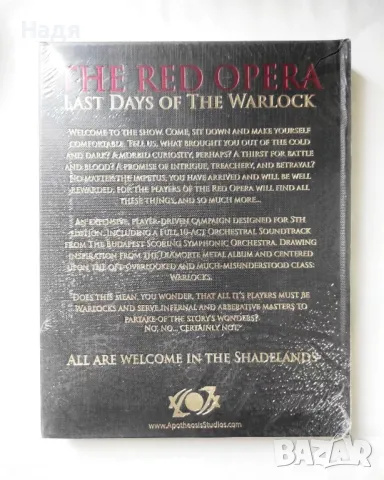 Надя
THE RED OPERA
LAST DAYS OF THE WARLOCK
WELCOME TO THE SHOW. COME, SIT DOWN AND MAKE YOURSELF
COMFORTABLE. TELL US, WHAT BROUGHT YOU OUT OF THE COLD
AND DARK? A MORBID CURIOSITY, PERHAPS? A THIRST FOR BATTLE
AND BLOOD? A PROMISE OF INTRIGUE, TREACHERY, AND BETRAYAL?
NO MATTER THE IMPETUS, YOU HAVE ARRIVED AND WILL BE WELL
REWARDED, FOR THE PLAYERS OF THE RED OPERA WILL FIND ALL
THESE THINGS, AND SO MUCH MORE...
AN EXPANSIVE, PLAYER-DRIVEN CAMPAIGN DESIGNED FOR 5TH
EDITION, INCLUDING A FULL 10-ACT ORCHESTRAL SOUNDTRACK
FROM THE BUDAPEST SCORING SYMPHONIC ORCHESTRA. DRAWING
INSPIRATION FROM THE DIAMORTE METAL ALBUM AND CENTERED
UPON THE OFT-OVERLOOKED AND MUCH-MISUNDERSTOOD CLASS:
WARLOCKS.
"DOES THIS MEAN, YOU WONDER, THAT ALL IT'S PLAYERS MUST BE
WARLOCKS AND SERVE INFERNAL AND ABERATIVE MASTERS TO
PARTAKE OF THE STORY'S WONDERS?
NO, NO... CERTAINLY NOT."
ALL ARE WELCOME IN THE SHADELANDS
www.ApotheosisStudios.com
BAZAR
bg